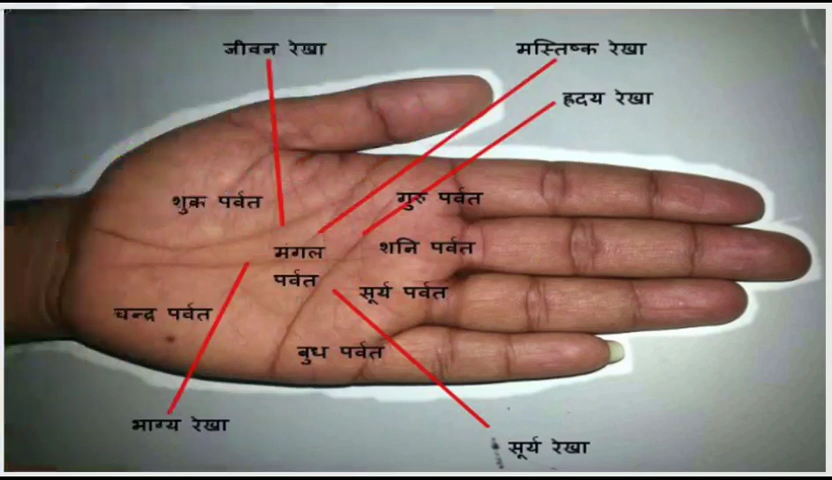 जीवन रेखा
मस्तिष्क रेखा
ह्रदय रेखा
शुक्र पर्वत
गुरु पर्वत
मंगल
पर्वत
शनि पर्वत
सूर्य पर्वत
चन्द्र पर्वत
बुध पर्वत
भाग्य रेखा
सूर्य रेखा